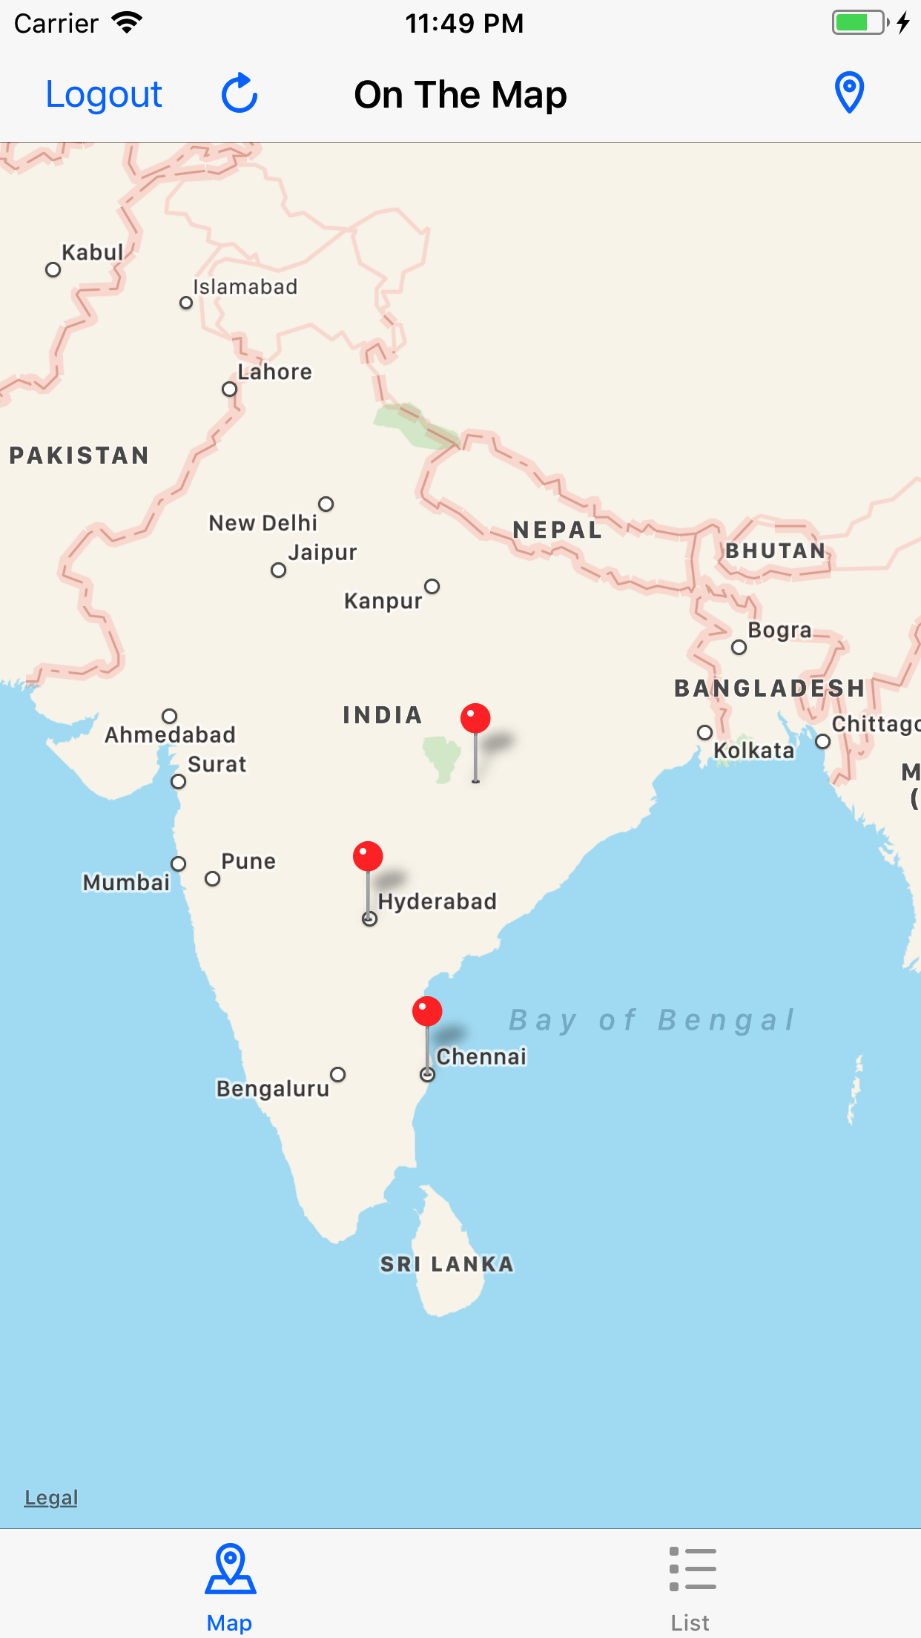 Carrier 11:49 PM
Logout On The Map
Kabul
Islamabad
Lahore
PAKISTAN
New Delhi
NEPAL
Jaipur
BHUTAN
Kanpur
Bogra
BANGLADESH
INDIA
Chittago
Ahmedabad
Kolkata
Surat
M
(
Pune
Mumbai
Hyderabad
Bay of Bengal
Chennai
Bengaluru
SRI LANKA
Legal
Map List